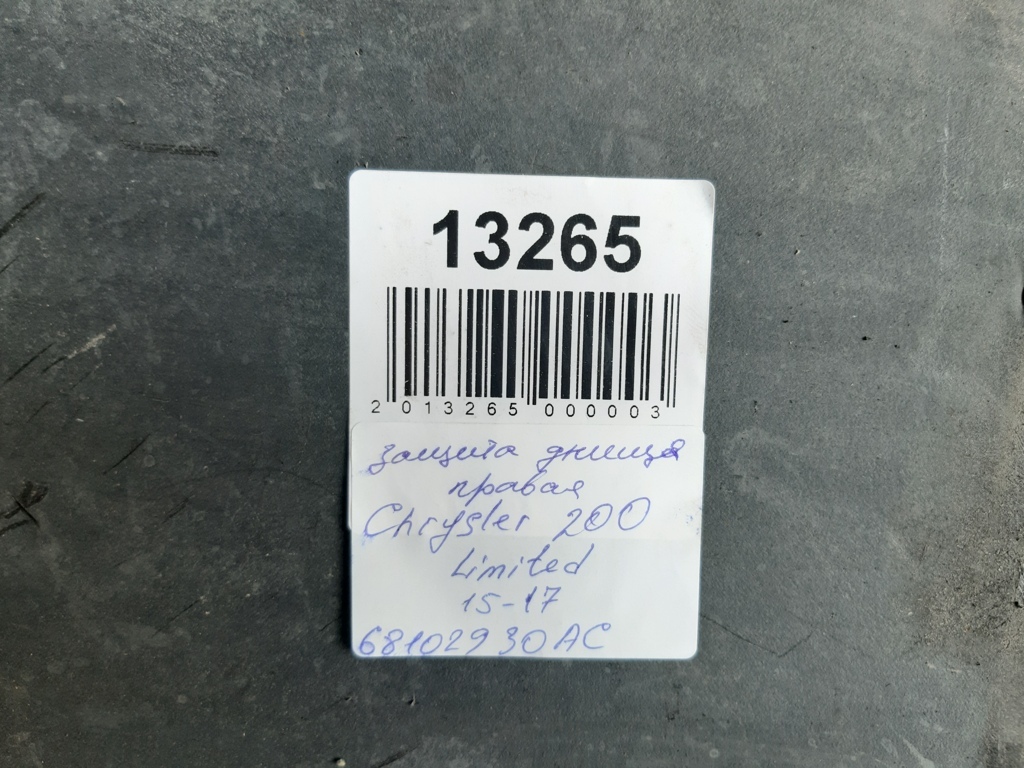 13265
2 013265 000003
защита днища
правая
Chrysler 200
Limited
15-17
68102930AC